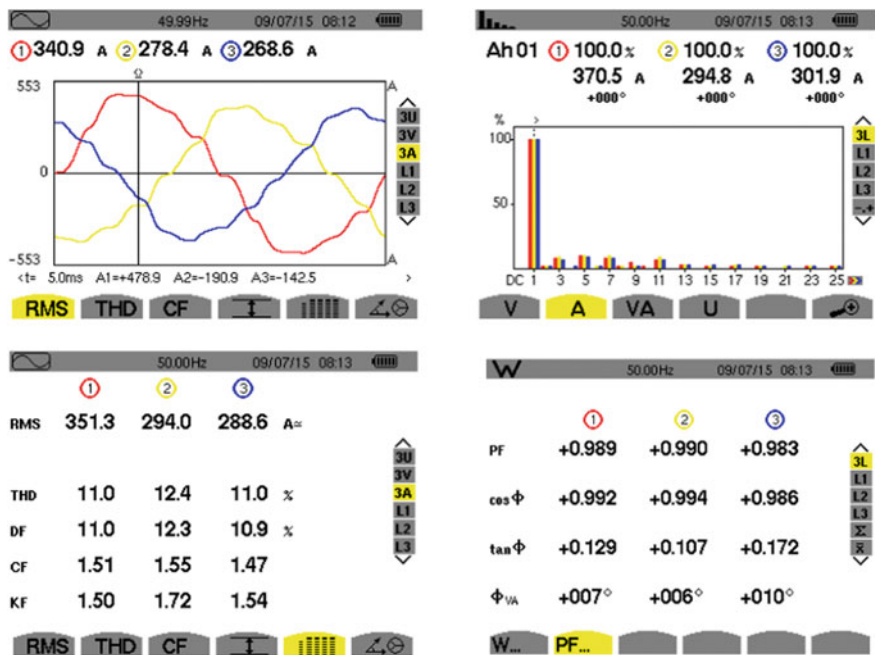 49.99Hz 09/07/15 08:12
1 340.9 A 2 278.4 A 3 268.6 A
Ω
553
0
-553
A
A
3U
3V
3A
L1
L2
L3
<t= 5.0ms A1=+478.9 A2=-190.9 A3=-142.5 >
RMS THD CF
50.00Hz 09/07/15 08:13
Ah 01 1 100.0 % 2 100.0 % 3 100.0 %
370.5 A 294.8 A 301.9 A
+000° +000° +000°
%
>
100
50
3L
L1
L2
L3
-.+
DC 1 3 5 7 9 11 13 15 17 19 21 23 25
V A VA U
50.00Hz 09/07/15 08:13
1 2 3
RMS 351.3 294.0 288.6 A≃
THD 11.0 12.4 11.0 %
DF 11.0 12.3 10.9 %
CF 1.51 1.55 1.47
KF 1.50 1.72 1.54
3U
3V
3A
L1
L2
L3
RMS THD CF
W 50.00Hz 09/07/15 08:13
1 2 3
PF +0.989 +0.990 +0.983
cos Φ +0.992 +0.994 +0.986
tan Φ +0.129 +0.107 +0.172
ΦVA +007° +006° +010°
3L
L1
L2
L3
Σ
x̄
W... PF...